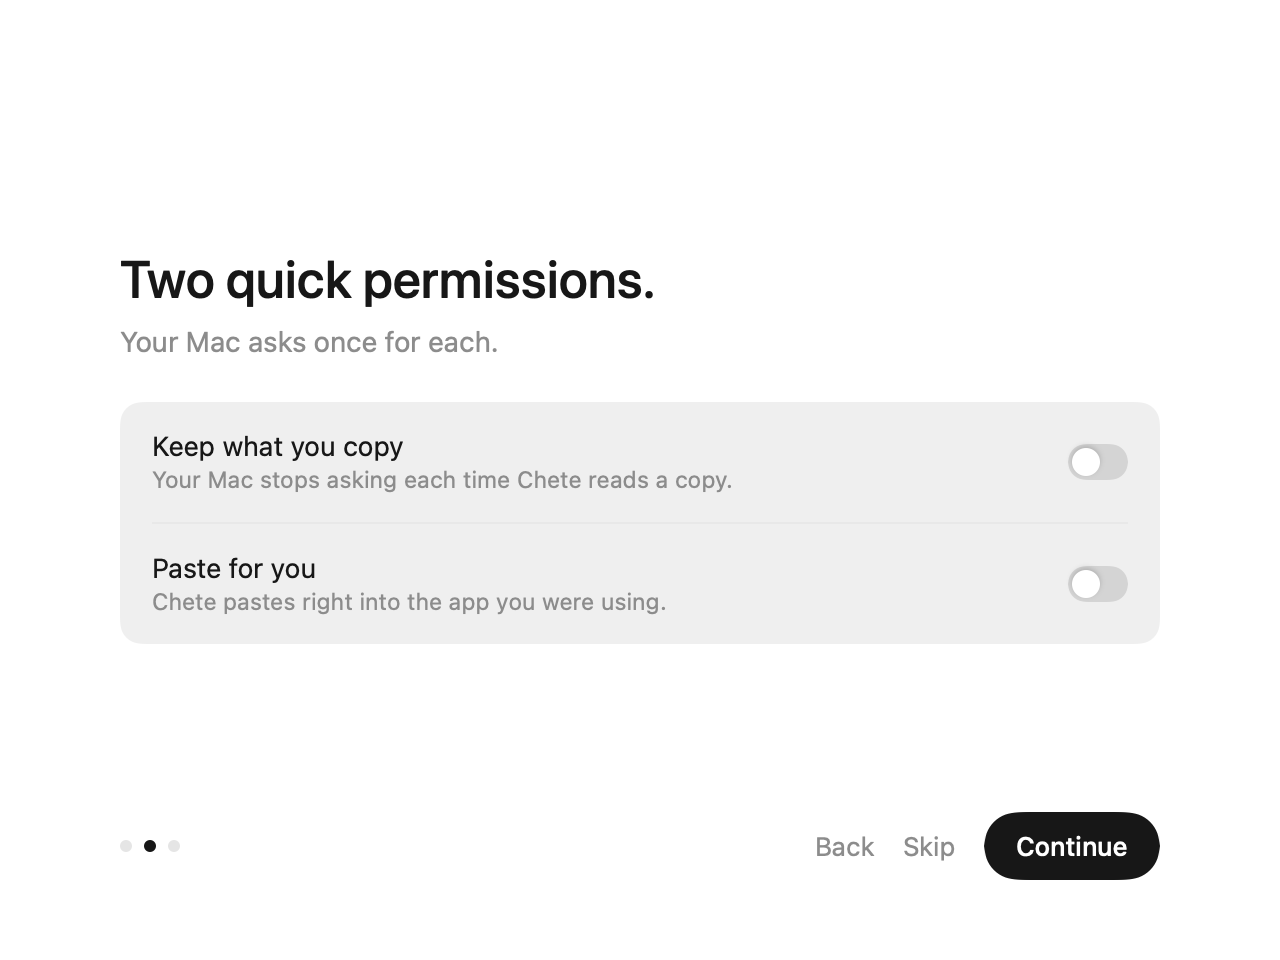 Two quick permissions.
Your Mac asks once for each.
Keep what you copy
Your Mac stops asking each time Chete reads a copy.
Paste for you
Chete pastes right into the app you were using.
Back
Skip
Continue